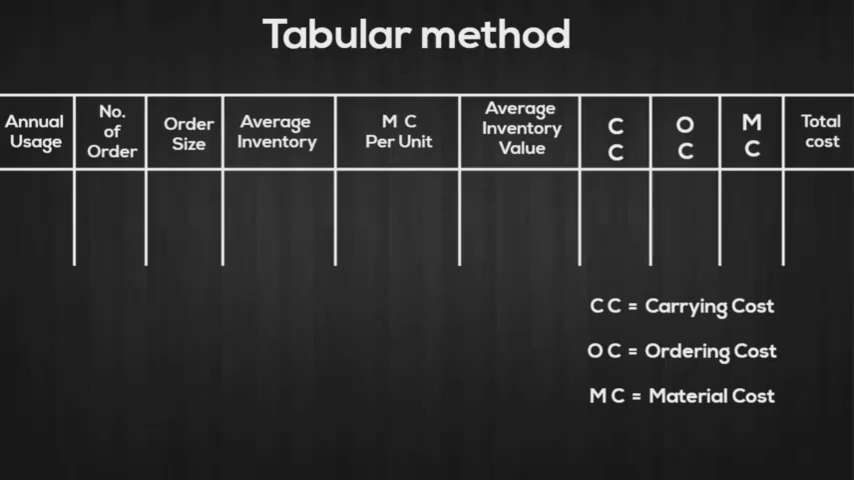 Tabular method
Annual
Usage
No.
of
Order
Order
Size
Average
Inventory
M C
Per Unit
Average
Inventory
Value
C
C
O
C
M
C
Total
cost
C C = Carrying Cost
O C = Ordering Cost
M C = Material Cost